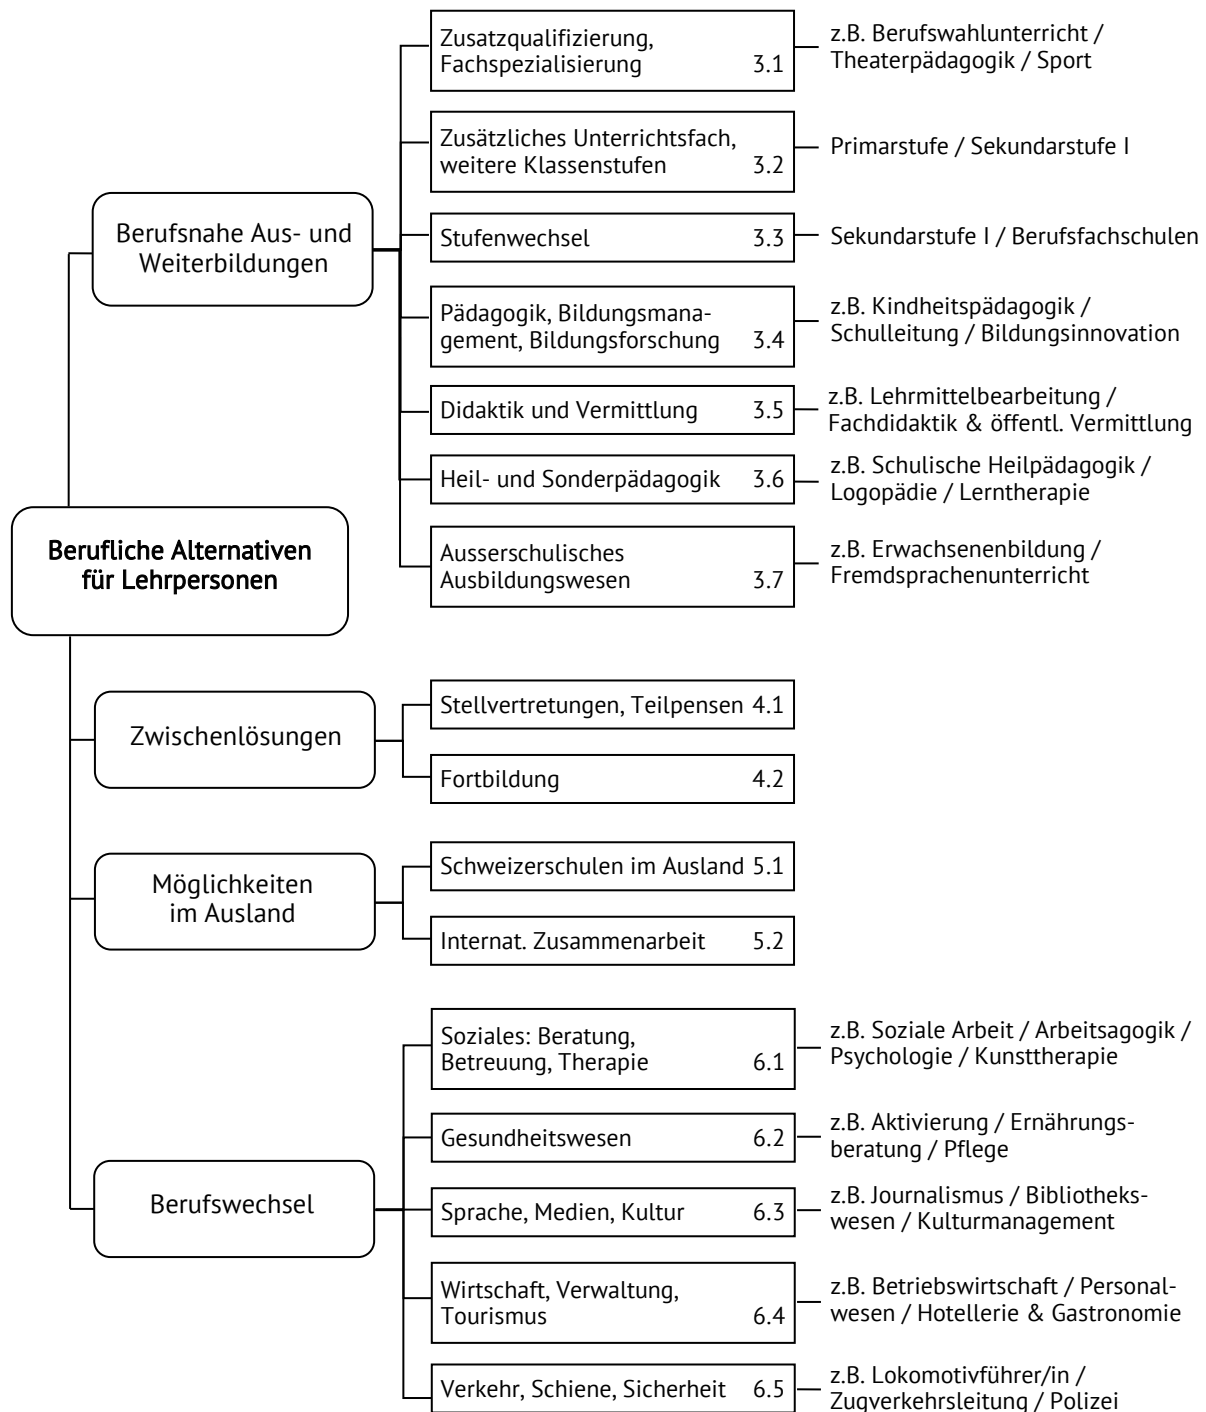 Zusatzqualifizierung,
Fachspezialisierung 3.1
z.B. Berufswahlunterricht /
Theaterpädagogik / Sport
Zusätzliches Unterrichtsfach,
weitere Klassenstufen 3.2
Primarstufe / Sekundarstufe I
Berufsnahe Aus- und
Weiterbildungen
Stufenwechsel 3.3
Sekundarstufe I / Berufsfachschulen
Pädagogik, Bildungsmana-
gement, Bildungsforschung 3.4
z.B. Kindheitspädagogik /
Schulleitung / Bildungsinnovation
Didaktik und Vermittlung 3.5
z.B. Lehrmittelbearbeitung /
Fachdidaktik & öffentl. Vermittlung
Heil- und Sonderpädagogik 3.6
z.B. Schulische Heilpädagogik /
Logopädie / Lerntherapie
Berufliche Alternativen
für Lehrpersonen
Ausserschulisches
Ausbildungswesen 3.7
z.B. Erwachsenenbildung /
Fremdsprachenunterricht
Zwischenlösungen
Stellvertretungen, Teilpensen 4.1
Fortbildung 4.2
Möglichkeiten
im Ausland
Schweizerschulen im Ausland 5.1
Internat. Zusammenarbeit 5.2
Soziales: Beratung,
Betreuung, Therapie 6.1
z.B. Soziale Arbeit / Arbeitsagogik /
Psychologie / Kunsttherapie
Gesundheitswesen 6.2
z.B. Aktivierung / Ernährungs-
beratung / Pflege
Berufswechsel
Sprache, Medien, Kultur 6.3
z.B. Journalismus / Bibliotheks-
wesen / Kulturmanagement
Wirtschaft, Verwaltung,
Tourismus 6.4
z.B. Betriebswirtschaft / Personal-
wesen / Hotellerie & Gastronomie
Verkehr, Schiene, Sicherheit 6.5
z.B. Lokomotivführer/in /
Zugverkehrsleitung / Polizei